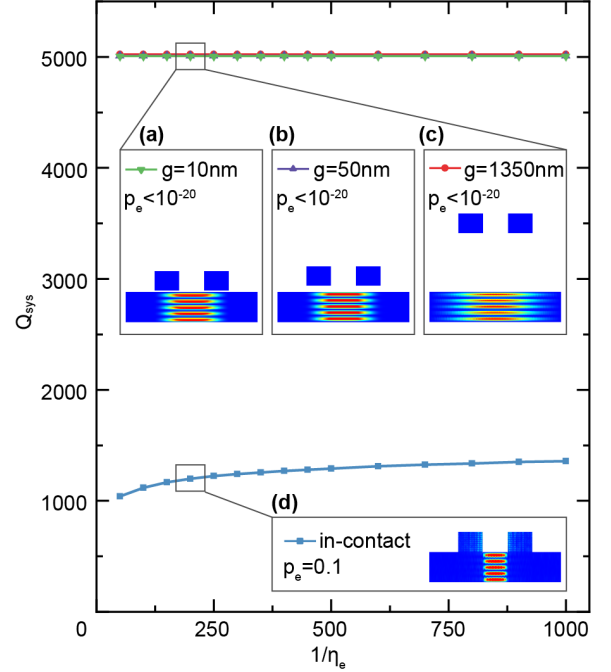 5000
4000
3000
2000
1000
0
Q_sys
(a)
g=10nm
p_e<10^-20
(b)
g=50nm
p_e<10^-20
(c)
g=1350nm
p_e<10^-20
(d)
in-contact
p_e=0.1
0 250 500 750 1000
1/η_e